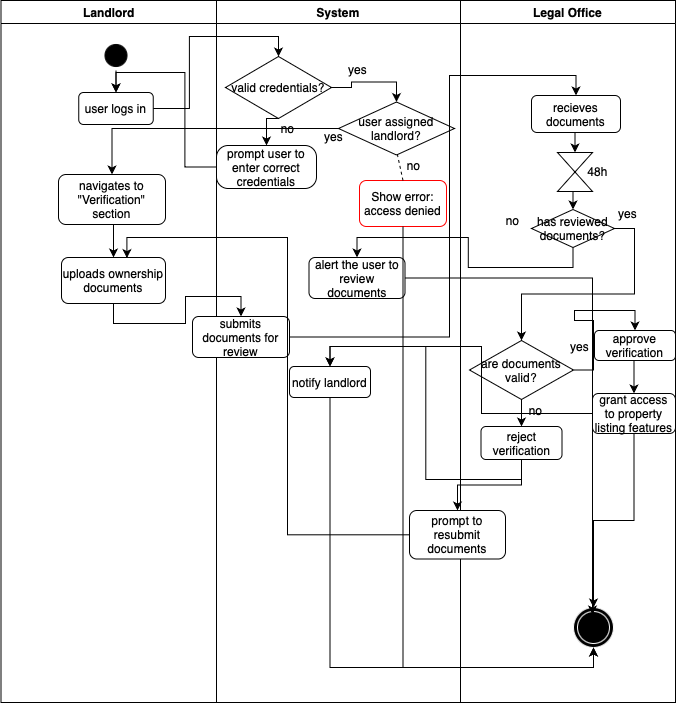 Landlord
System
Legal Office
user logs in
valid credentials?
yes
no
prompt user to
enter correct
credentials
user assigned
landlord?
yes
no
Show error:
access denied
navigates to
"Verification"
section
uploads ownership
documents
submits
documents for
review
recieves
documents
48h
has reviewed
documents?
no
yes
alert the user to
review
documents
are documents
valid?
yes
no
approve
verification
grant access
to property
listing features
notify landlord
reject
verification
prompt to
resubmit
documents